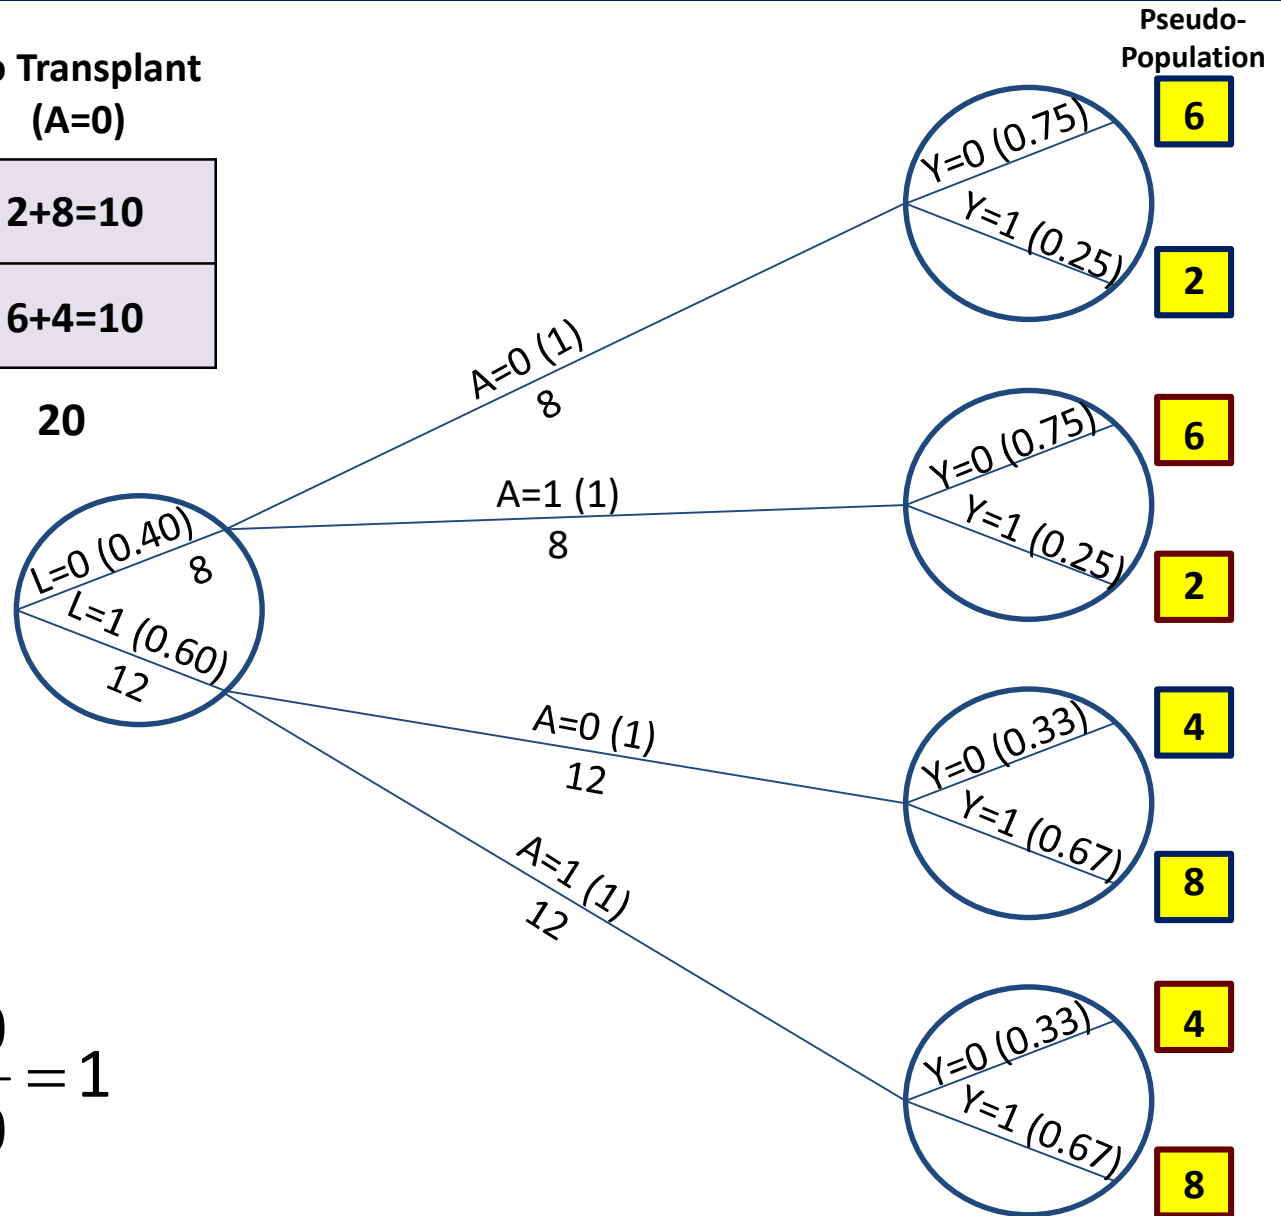 Pseudo-
Population
Transplant
(A=0)
2+8=10
6+4=10
20
L=0 (0.40)
8
L=1 (0.60)
12
A=0 (1)
8
A=1 (1)
8
A=0 (1)
12
A=1 (1)
12
Y=0 (0.75)
6
Y=1 (0.25)
2
Y=0 (0.75)
6
Y=1 (0.25)
2
Y=0 (0.33)
4
Y=1 (0.67)
8
Y=0 (0.33)
4
Y=1 (0.67)
8
= 1